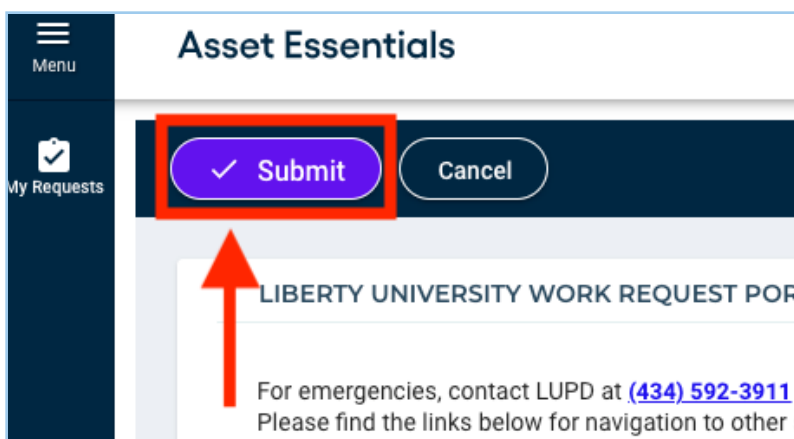 Menu
Asset Essentials
My Requests
Submit
Cancel
LIBERTY UNIVERSITY WORK REQUEST POR
For emergencies, contact LUPD at (434) 592-3911
Please find the links below for navigation to other